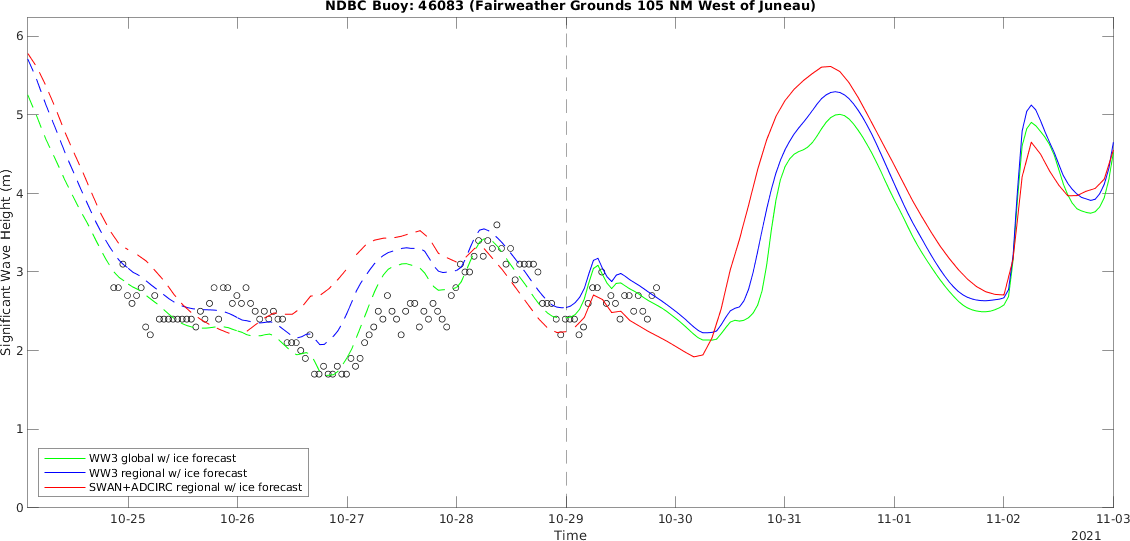 NDBC Buoy: 46083 (Fairweather Grounds 105 NM West of Juneau)
Significant Wave Height (m)
6
5
4
3
2
1
0
WW3 global w/ ice forecast
WW3 regional w/ ice forecast
SWAN+ADCIRC regional w/ ice forecast
10-25 10-26 10-27 10-28 10-29 10-30 10-31 11-01 11-02 11-03
Time
2021